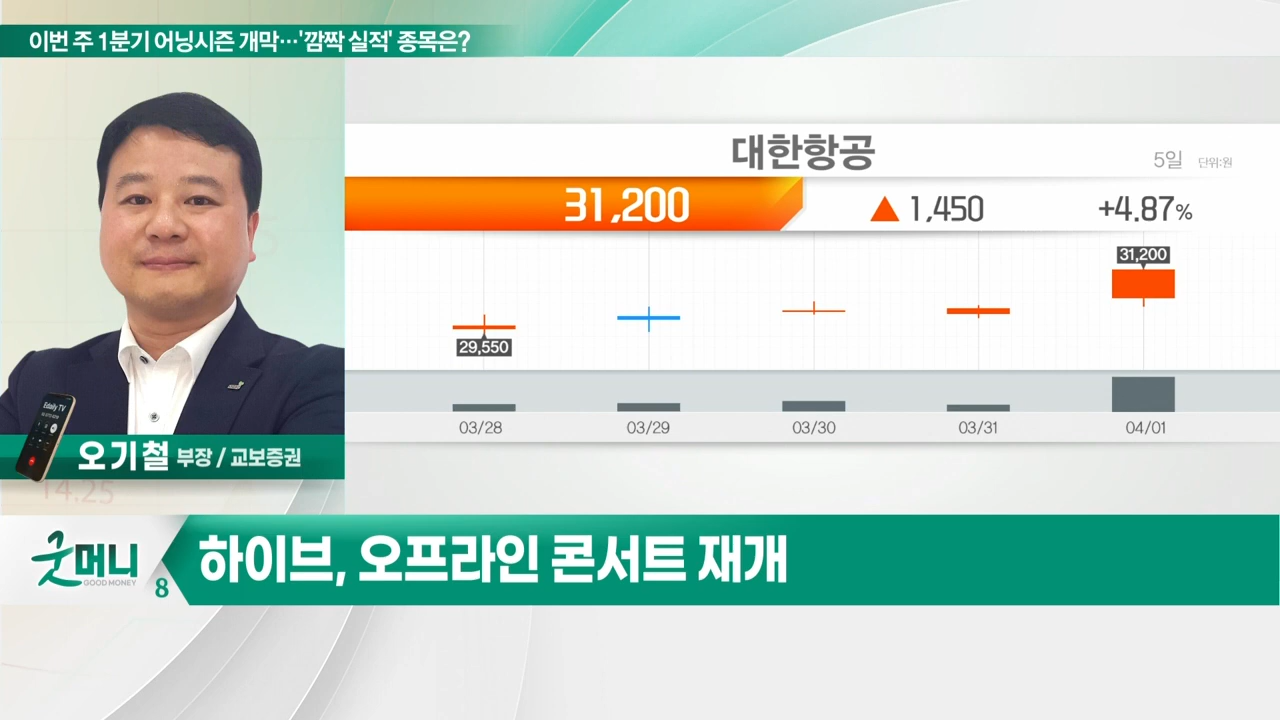 이번 주 1분기 어닝시즌 개막…'깜짝 실적' 종목은?
대한항공
5일 단위:원
31,200 ▲ 1,450 +4.87%
31,200
29,550
03/28 03/29 03/30 03/31 04/01
Edaily TV
오기철 부장 / 교보증권
14.25
굿머니
GOOD MONEY
8
하이브, 오프라인 콘서트 재개